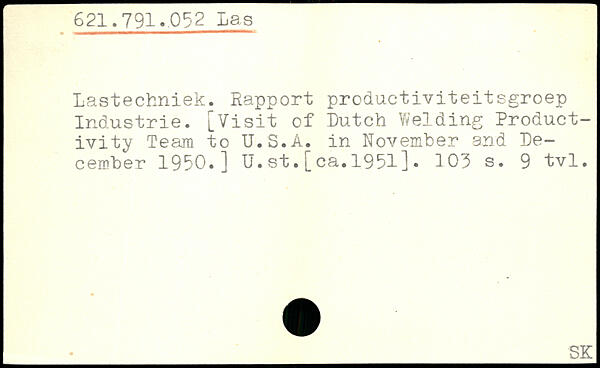 621.791.052 Las
Lastechniek. Rapport productiviteitsgroep
Industrie. [Visit of Dutch Welding Product-
ivity Team to U.S.A. in November and De-
cember 1950.] U.st.[ca.1951]. 103 s. 9 tvl.
SK